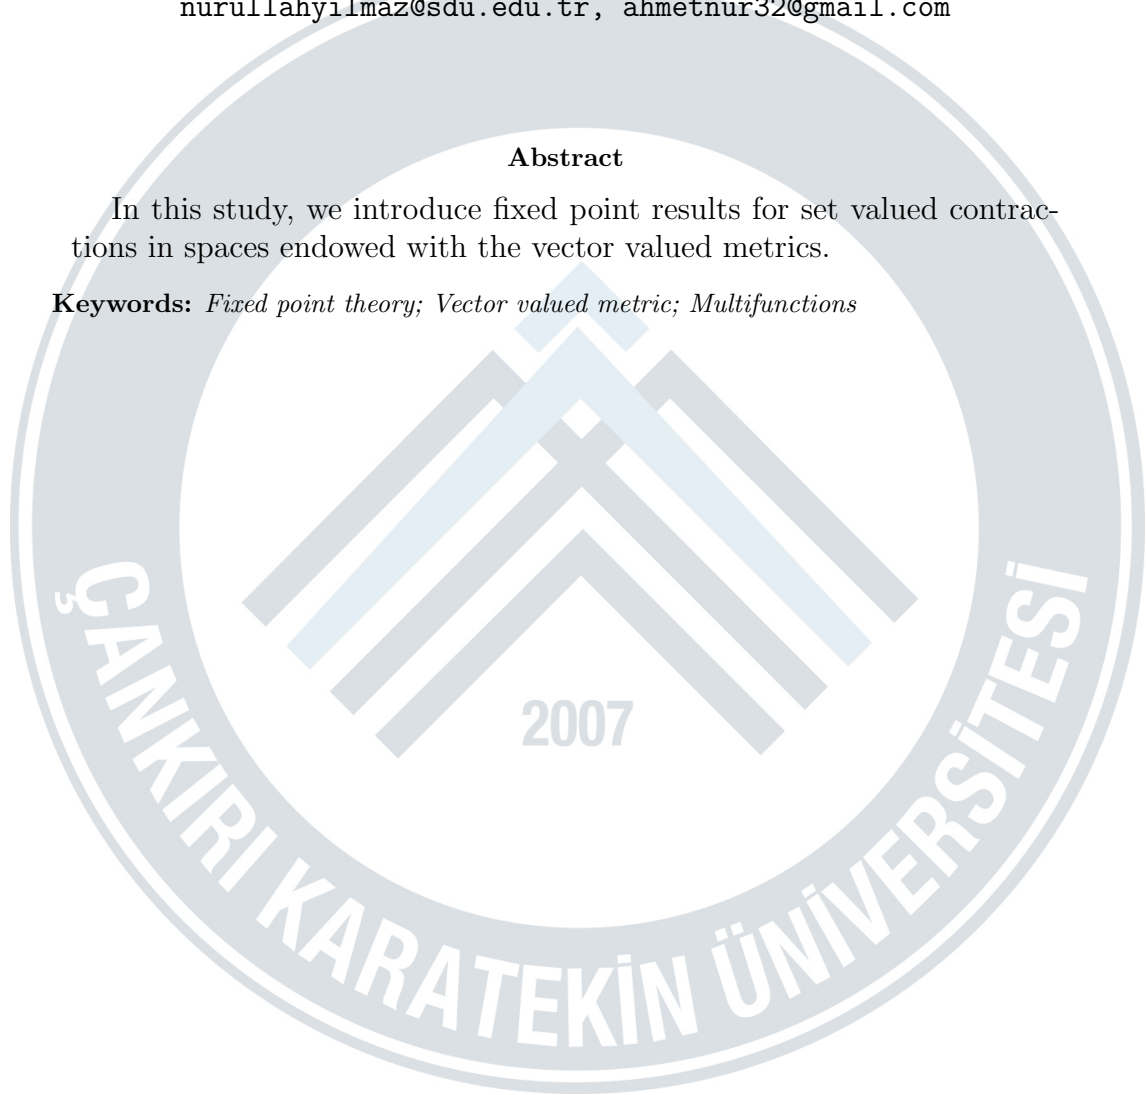 nurullahyilmaz@sdu.edu.tr, ahmetnur32@gmail.com
Abstract
In this study, we introduce fixed point results for set valued contrac-
tions in spaces endowed with the vector valued metrics.
Keywords: Fixed point theory; Vector valued metric; Multifunctions
2007
ÇANKIRI KARATEKİN ÜNİVERSİTESİ